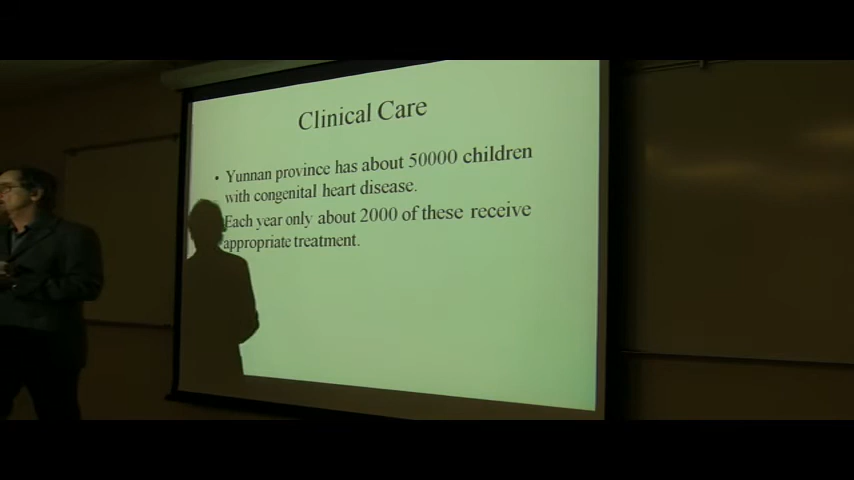 Clinical Care
• Yunnan province has about 50000 children
with congenital heart disease.
Each year only about 2000 of these receive
appropriate treatment.